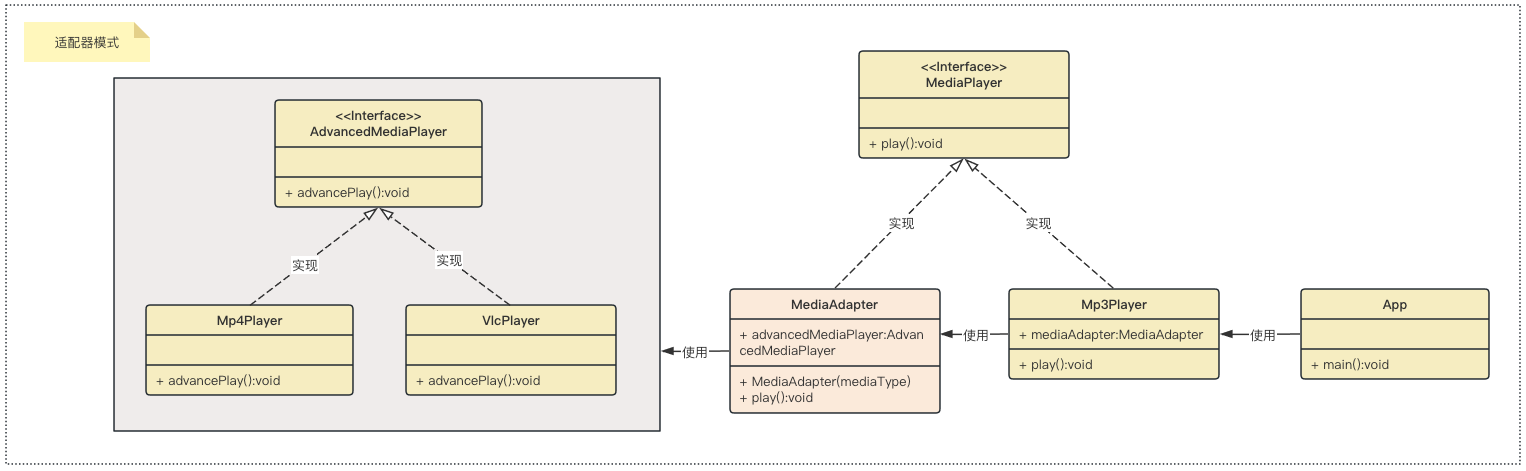 适配器模式
<<Interface>>
AdvancedMediaPlayer
+ advancePlay():void
实现
实现
Mp4Player
+ advancePlay():void
VlcPlayer
+ advancePlay():void
<<Interface>>
MediaPlayer
+ play():void
实现
实现
使用
MediaAdapter
+ advancedMediaPlayer:Advan
cedMediaPlayer
+ MediaAdapter(mediaType)
+ play():void
使用
Mp3Player
+ mediaAdapter:MediaAdapter
+ play():void
使用
App
+ main():void